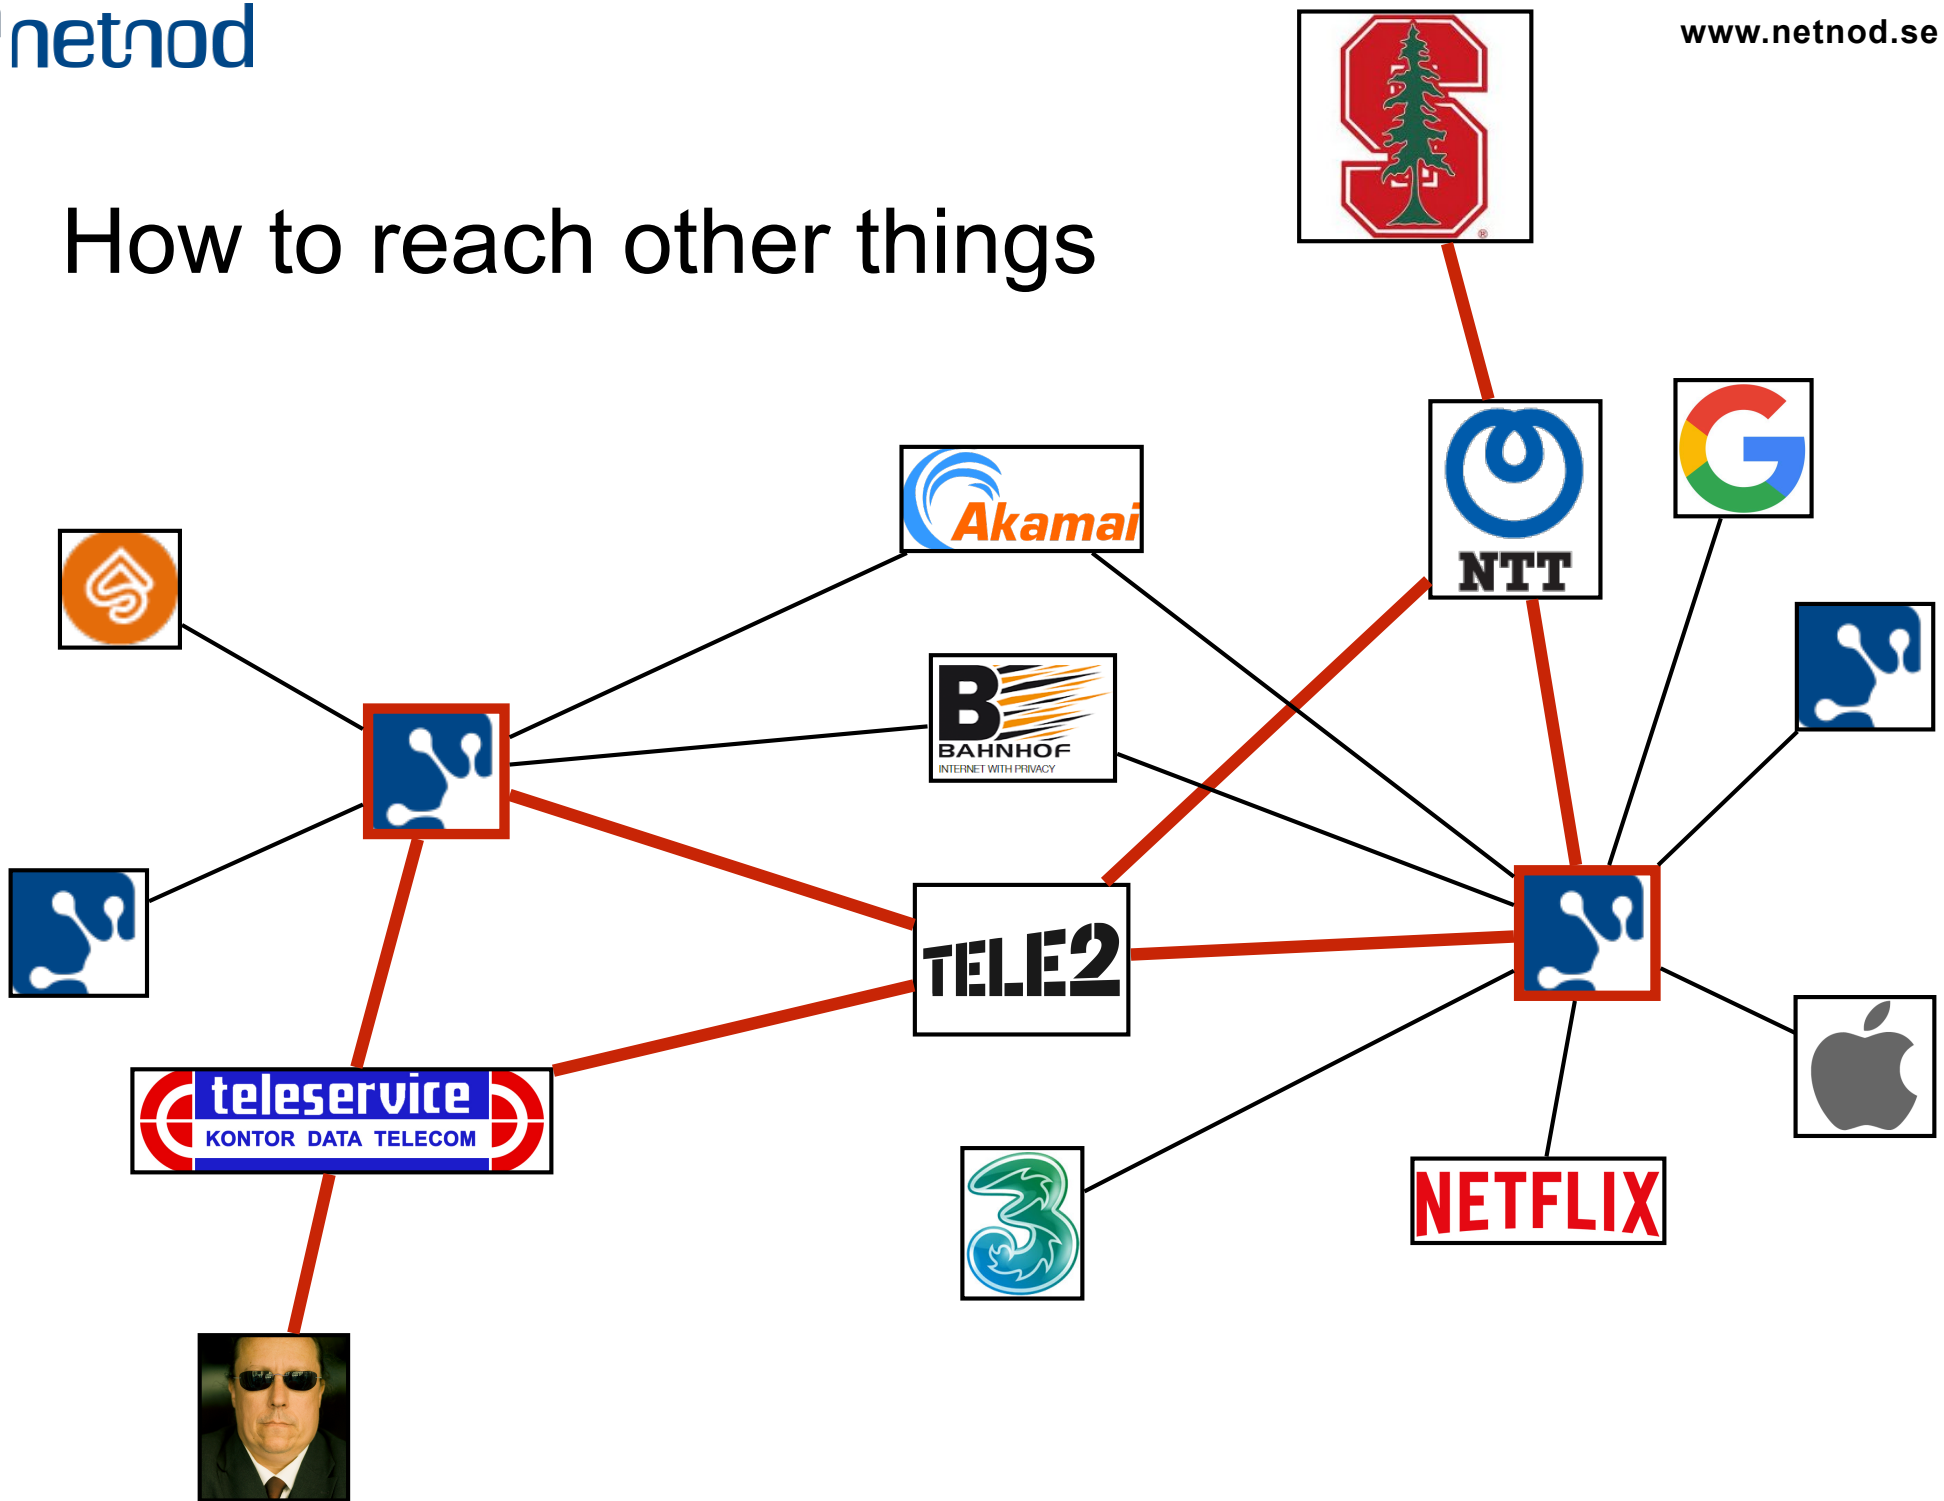 netnod
www.netnod.se
How to reach other things
S
®
NTT
G
Akamai
B
BAHNHOF
INTERNET WITH PRIVACY
TELE2
teleservice
KONTOR DATA TELECOM
3
NETFLIX